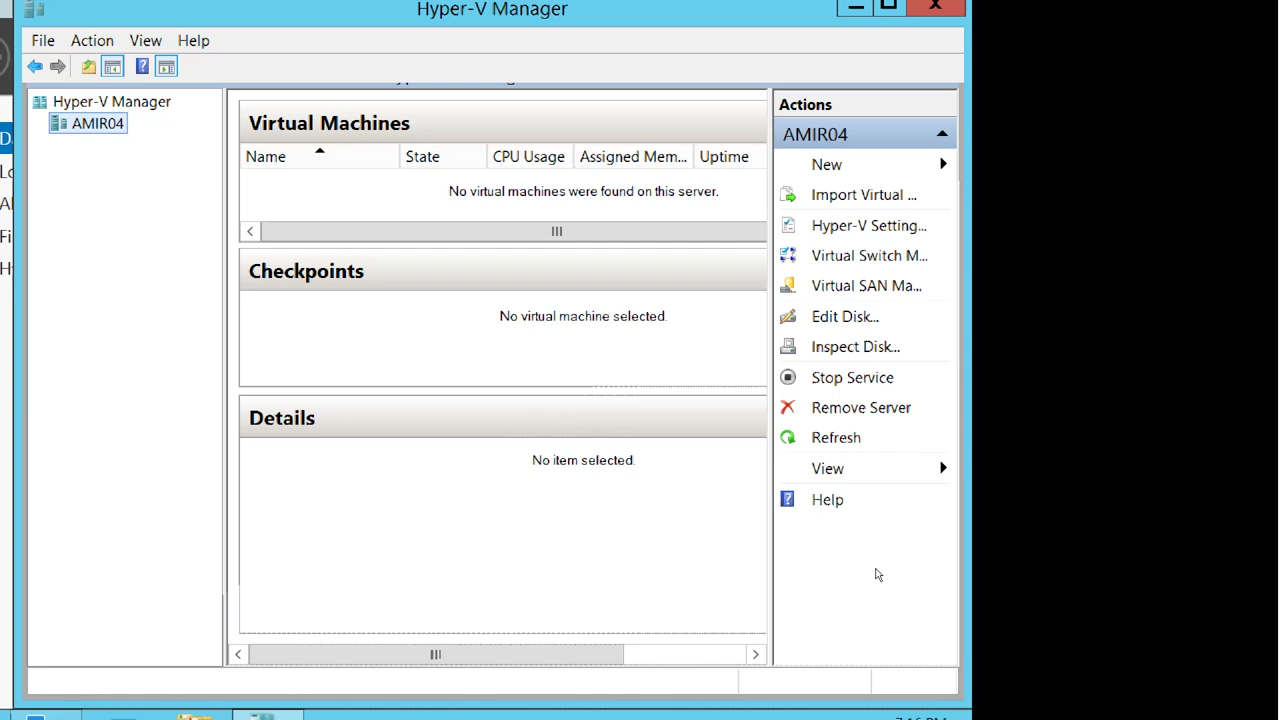 Hyper-V Manager
File Action View Help
Hyper-V Manager
AMIR04
Virtual Machines
Name State CPU Usage Assigned Mem... Uptime
No virtual machines were found on this server.
Checkpoints
No virtual machine selected.
Details
No item selected.
Actions
AMIR04
New
Import Virtual ...
Hyper-V Setting...
Virtual Switch M...
Virtual SAN Ma...
Edit Disk...
Inspect Disk...
Stop Service
Remove Server
Refresh
View
Help